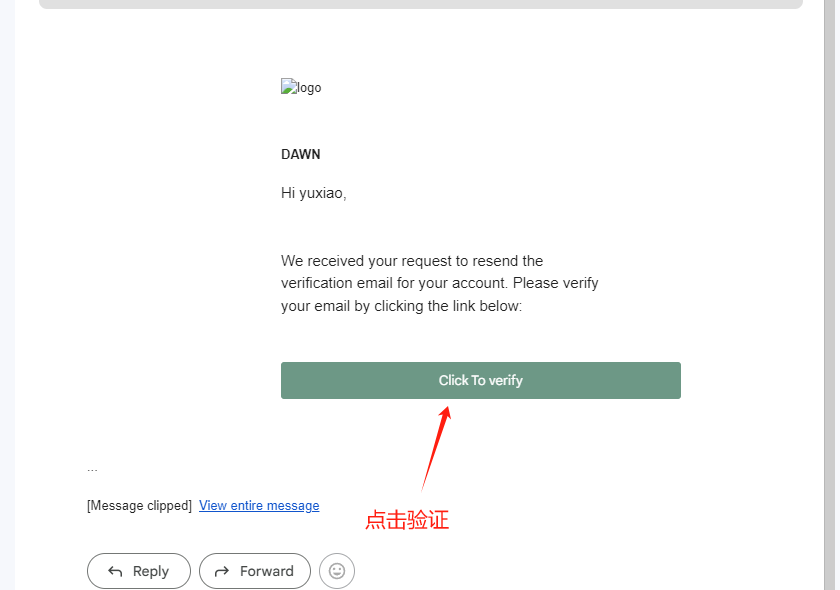 logo
DAWN
Hi yuxiao,
We received your request to resend the
verification email for your account. Please verify
your email by clicking the link below:
Click To verify
...
[Message clipped] View entire message
点击验证
Reply Forward